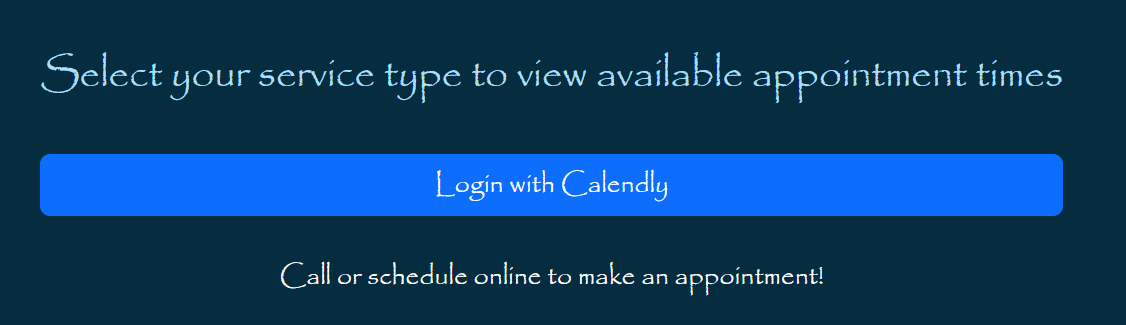 Select your service type to view available appointment times
Login with Calendly
Call or schedule online to make an appointment!